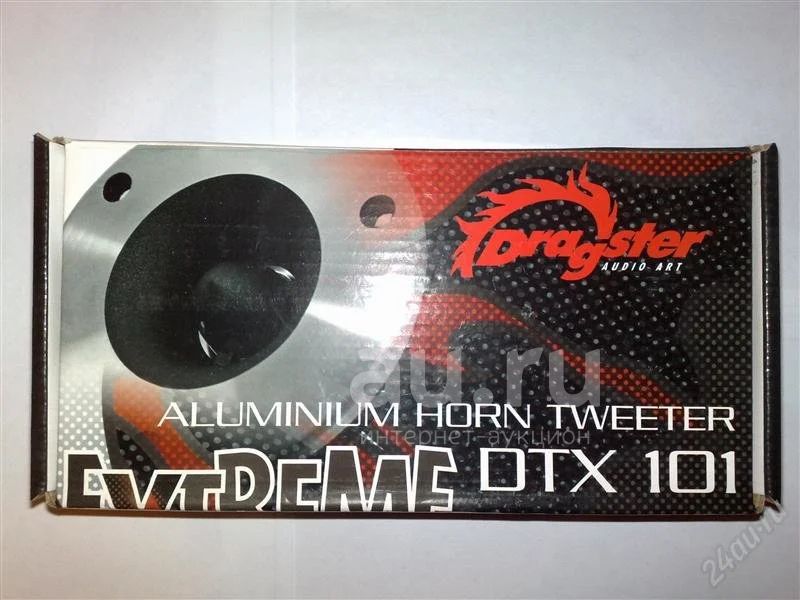 Dragster
AUDIO ART
au.ru
интернет-аукцион
ALUMINIUM HORN TWEETER
EXTREME DTX 101
24au.ru